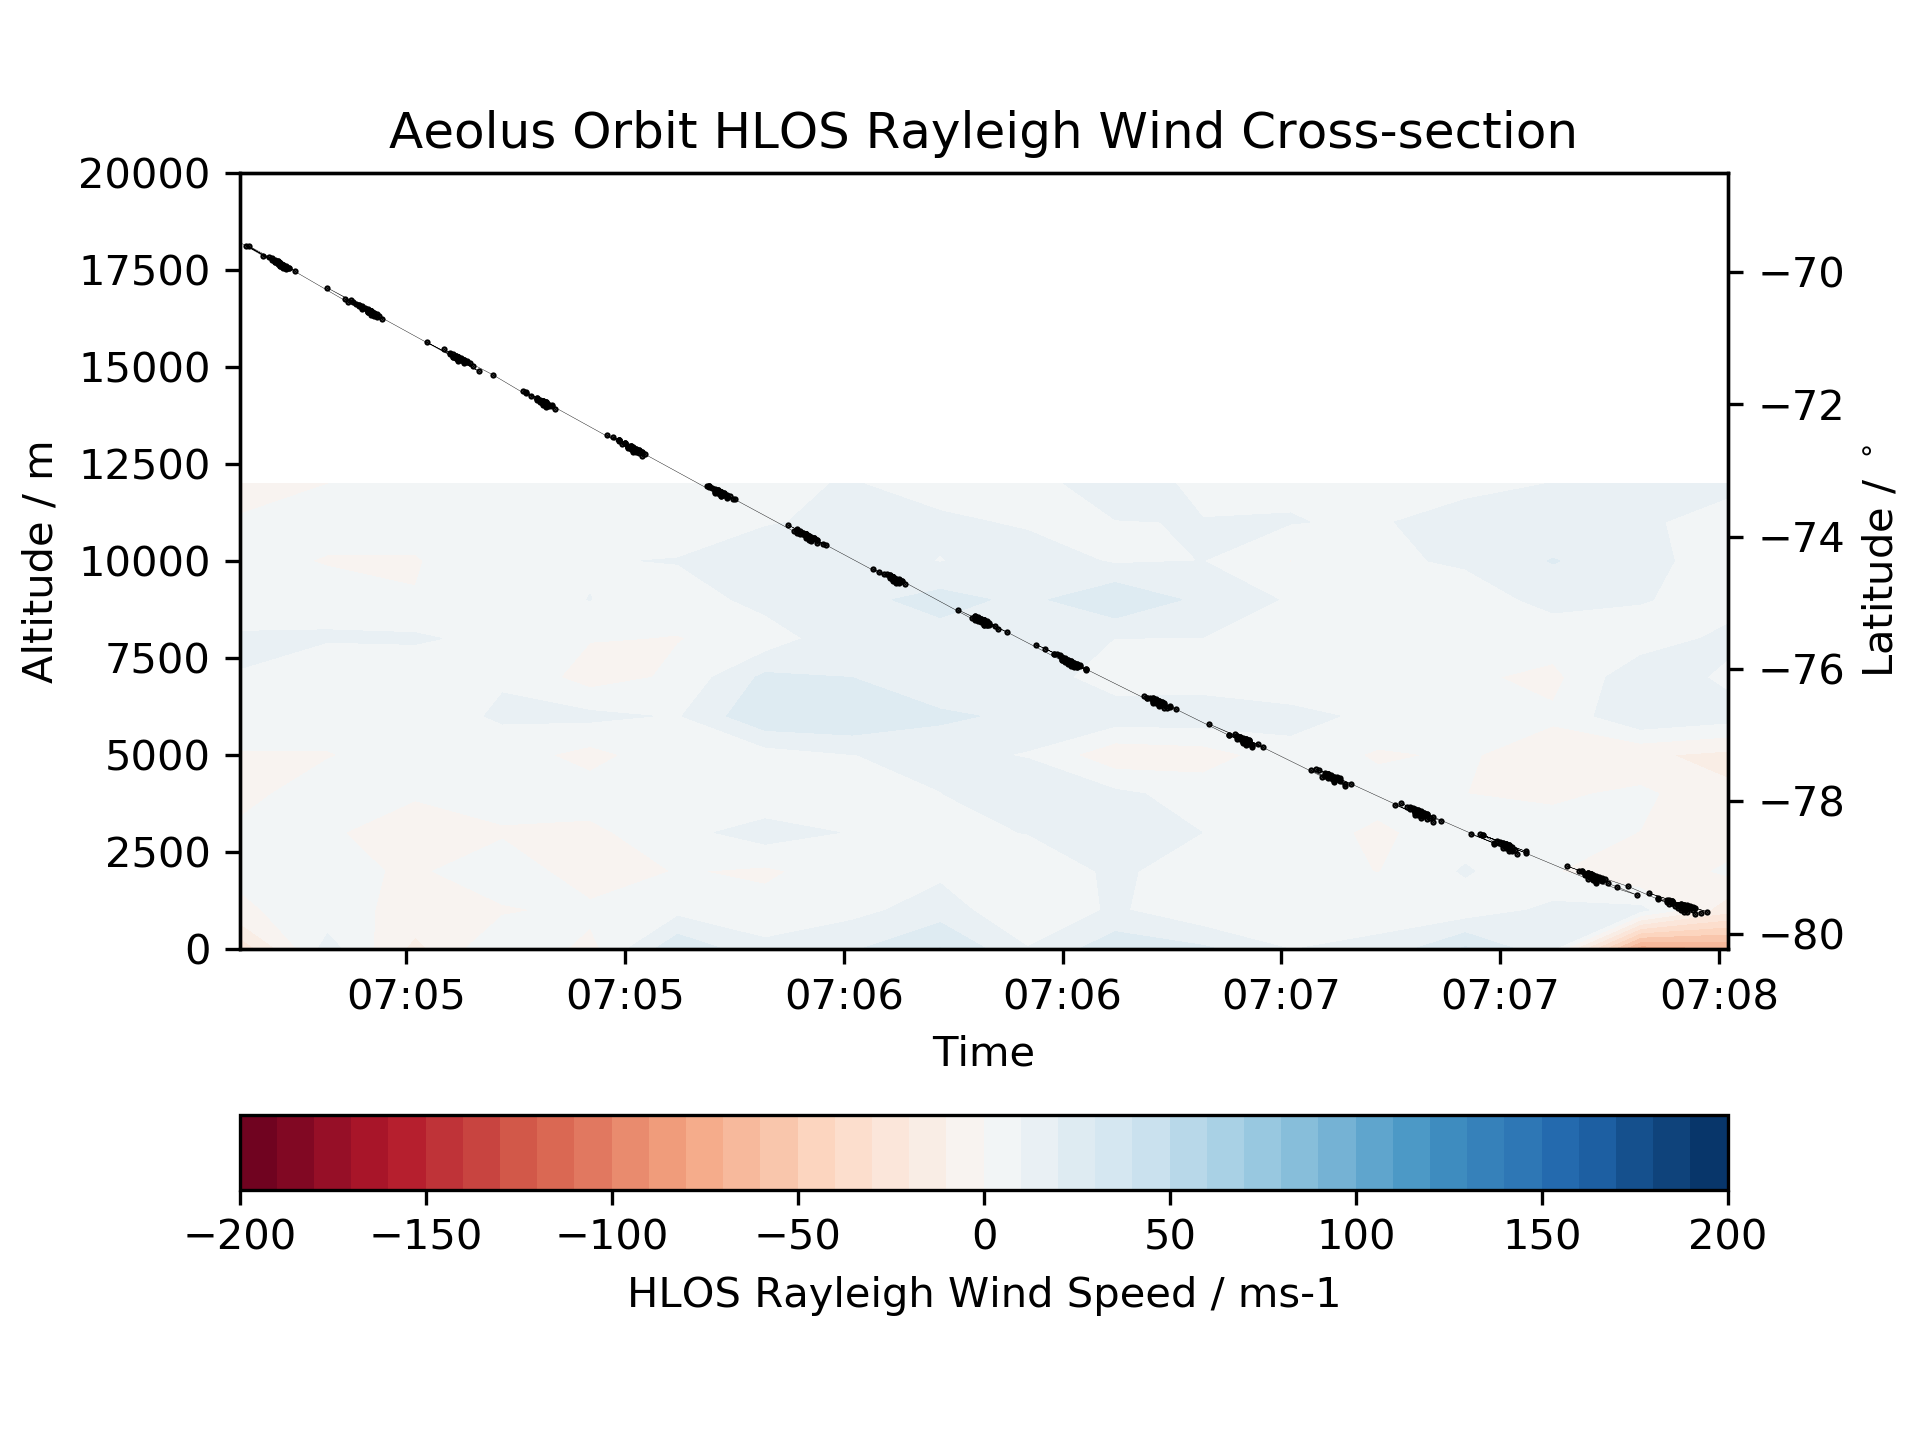 Aeolus Orbit HLOS Rayleigh Wind Cross-section
20000
17500
15000
12500
10000
7500
5000
2500
0
Altitude / m
−70
−72
−74
−76
−78
−80
Latitude / °
07:05 07:05 07:06 07:06 07:07 07:07 07:08
Time
−200 −150 −100 −50 0 50 100 150 200
HLOS Rayleigh Wind Speed / ms-1